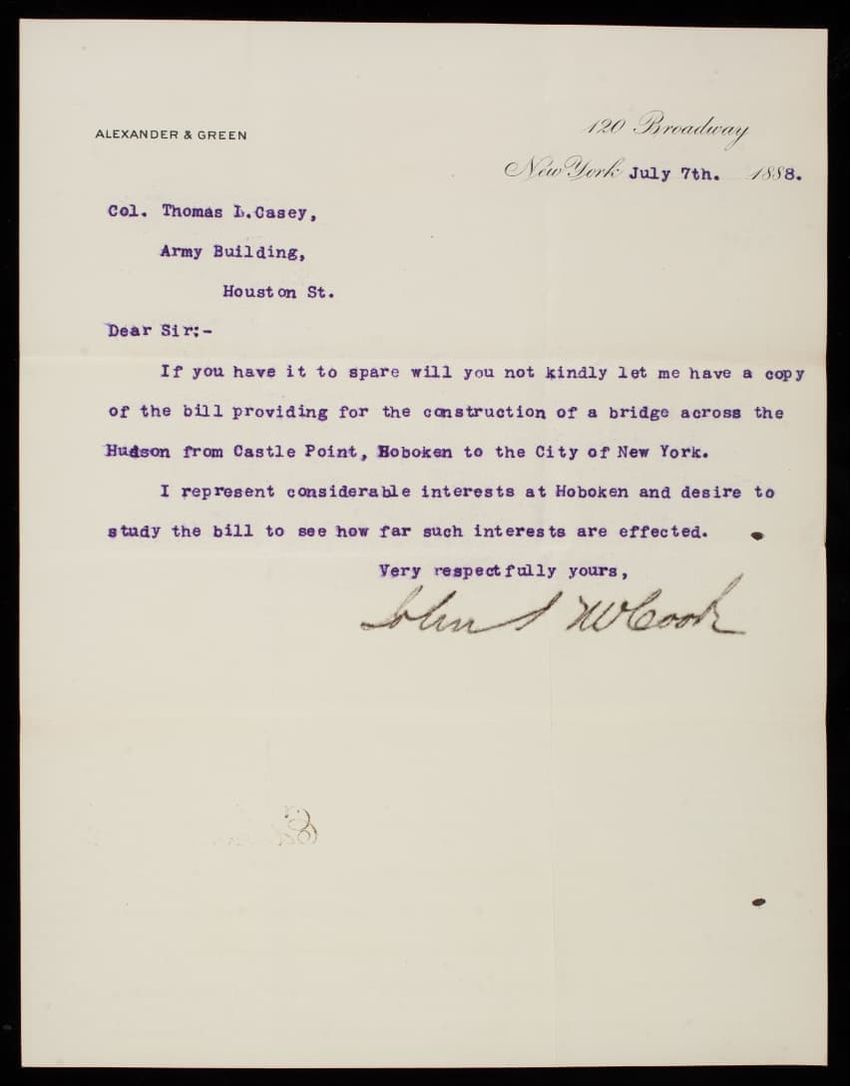 ALEXANDER & GREEN
120 Broadway
New York July 7th. 1888.
Col. Thomas L. Casey,
Army Building,
Houston St.
Dear Sir:-
If you have it to spare will you not kindly let me have a copy
of the bill providing for the construction of a bridge across the
Hudson from Castle Point, Hoboken to the City of New York.
I represent considerable interests at Hoboken and desire to
study the bill to see how far such interests are effected.
Very respectfully yours,
John J McCook